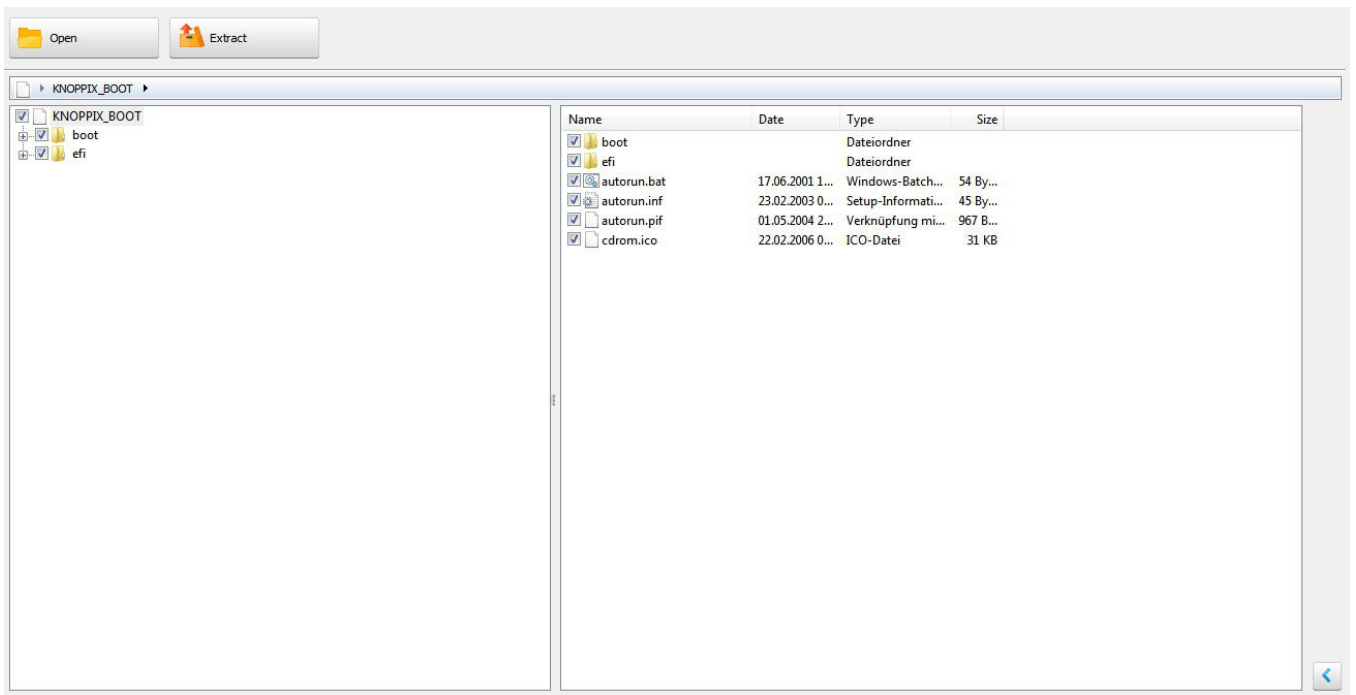 Open Extract
KNOPPIX_BOOT
KNOPPIX_BOOT
boot
efi
Name Date Type Size
boot Dateiordner
efi Dateiordner
autorun.bat 17.06.2001 1... Windows-Batch... 54 By...
autorun.inf 23.02.2003 0... Setup-Informati... 45 By...
autorun.pif 01.05.2004 2... Verknüpfung mi... 967 B...
cdrom.ico 22.02.2006 0... ICO-Datei 31 KB